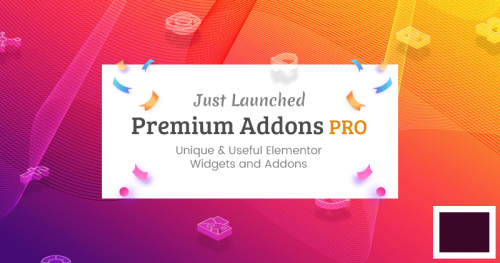 Just Launched
Premium Addons PRO
Unique & Useful Elementor
Widgets and Addons